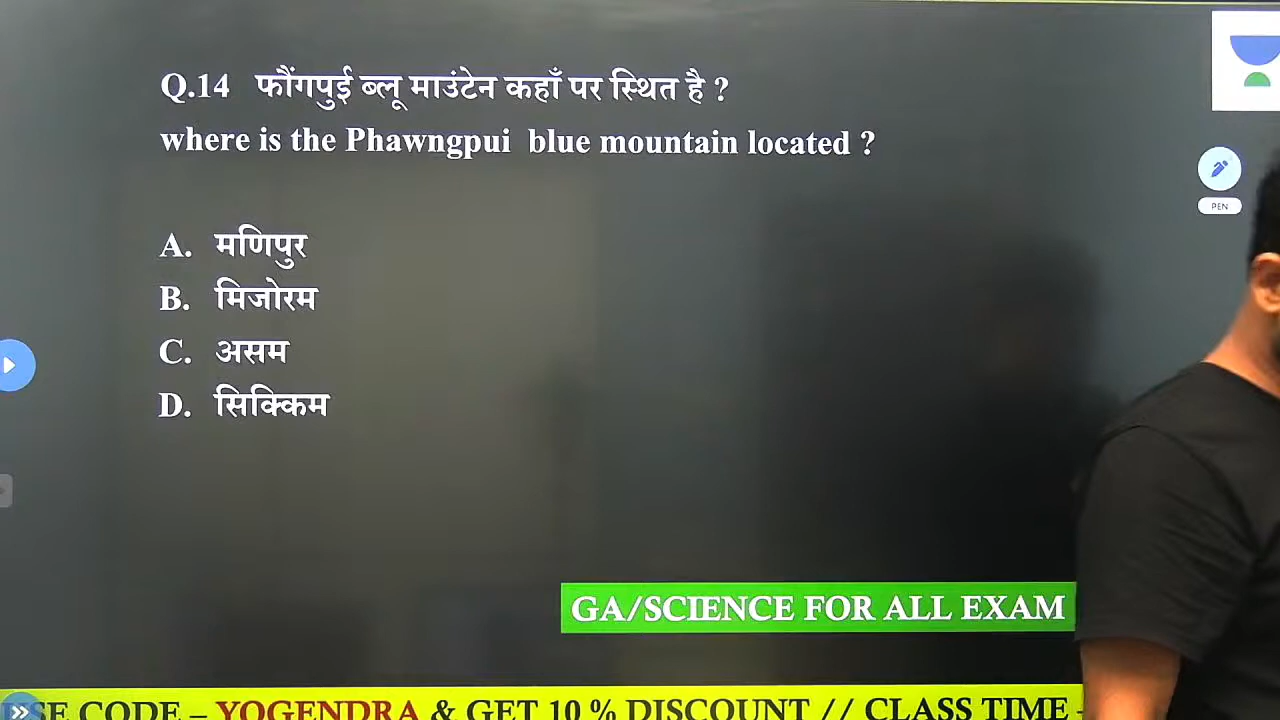 Q.14 फौंगपुई ब्लू माउंटेन कहाँ पर स्थित है ?
where is the Phawngpui blue mountain located ?
A. मणिपुर
B. मिजोरम
C. असम
D. सिक्किम
PEN
GA/SCIENCE FOR ALL EXAM
CODE – YOGENDRA & GET 10 % DISCOUNT // CLASS TIME -